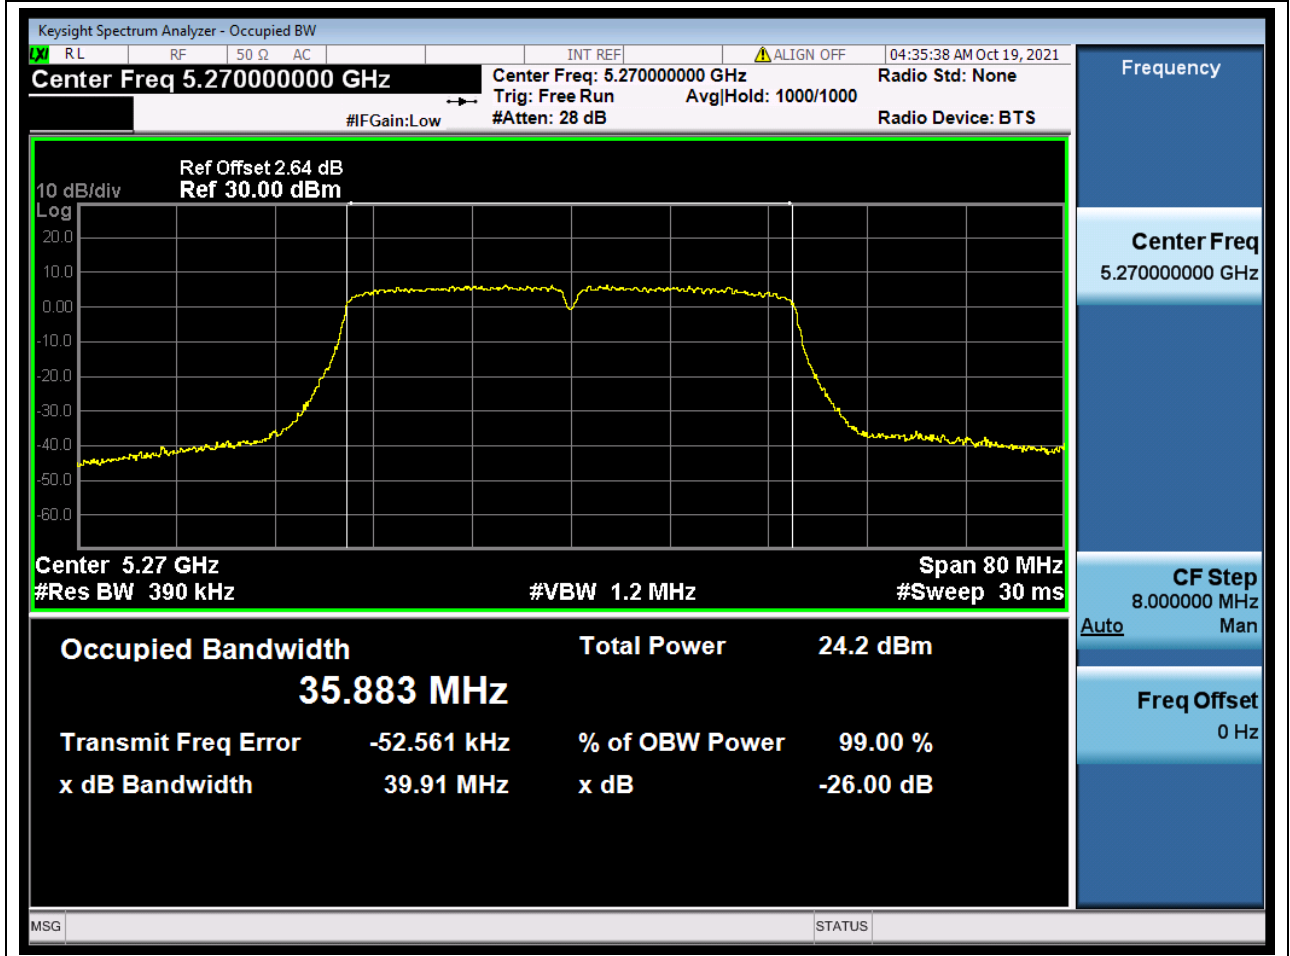 Keysight Spectrum Analyzer - Occupied BW
LXI RL RF 50 Ω AC INT REF ALIGN OFF 04:35:38 AM Oct 19, 2021
Center Freq 5.270000000 GHz
Center Freq: 5.270000000 GHz
Radio Std: None
Trig: Free Run Avg|Hold: 1000/1000
#IFGain:Low
#Atten: 28 dB
Radio Device: BTS
Ref Offset 2.64 dB
10 dB/div Ref 30.00 dBm
Log
20.0
10.0
0.00
-10.0
-20.0
-30.0
-40.0
-50.0
-60.0
Center 5.27 GHz Span 80 MHz
#Res BW 390 kHz #VBW 1.2 MHz #Sweep 30 ms
Occupied Bandwidth Total Power 24.2 dBm
35.883 MHz
Transmit Freq Error -52.561 kHz % of OBW Power 99.00 %
x dB Bandwidth 39.91 MHz x dB -26.00 dB
Frequency
Center Freq
5.270000000 GHz
CF Step
8.000000 MHz
Auto Man
Freq Offset
0 Hz
MSG STATUS